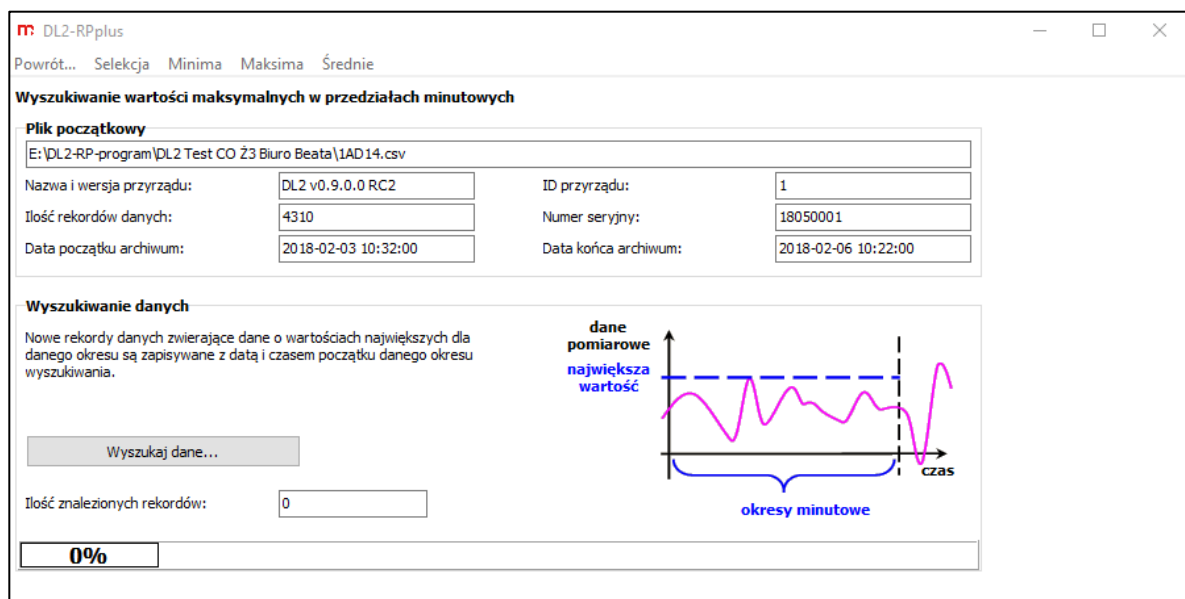 DL2-RPplus
Powrót... Selekcja Minima Maksima Średnie
Wyszukiwanie wartości maksymalnych w przedziałach minutowych
Plik początkowy
E:\DL2-RP-program\DL2 Test CO Ż3 Biuro Beata\1AD14.csv
Nazwa i wersja przyrządu: DL2 v0.9.0.0 RC2 ID przyrządu: 1
Ilość rekordów danych: 4310 Numer seryjny: 18050001
Data początku archiwum: 2018-02-03 10:32:00 Data końca archiwum: 2018-02-06 10:22:00
Wyszukiwanie danych
Nowe rekordy danych zwierające dane o wartościach największych dla
danego okresu są zapisywane z datą i czasem początku danego okresu
wyszukiwania.
dane
pomiarowe
największa
wartość
czas
okresy minutowe
Wyszukaj dane...
Ilość znalezionych rekordów: 0
0%